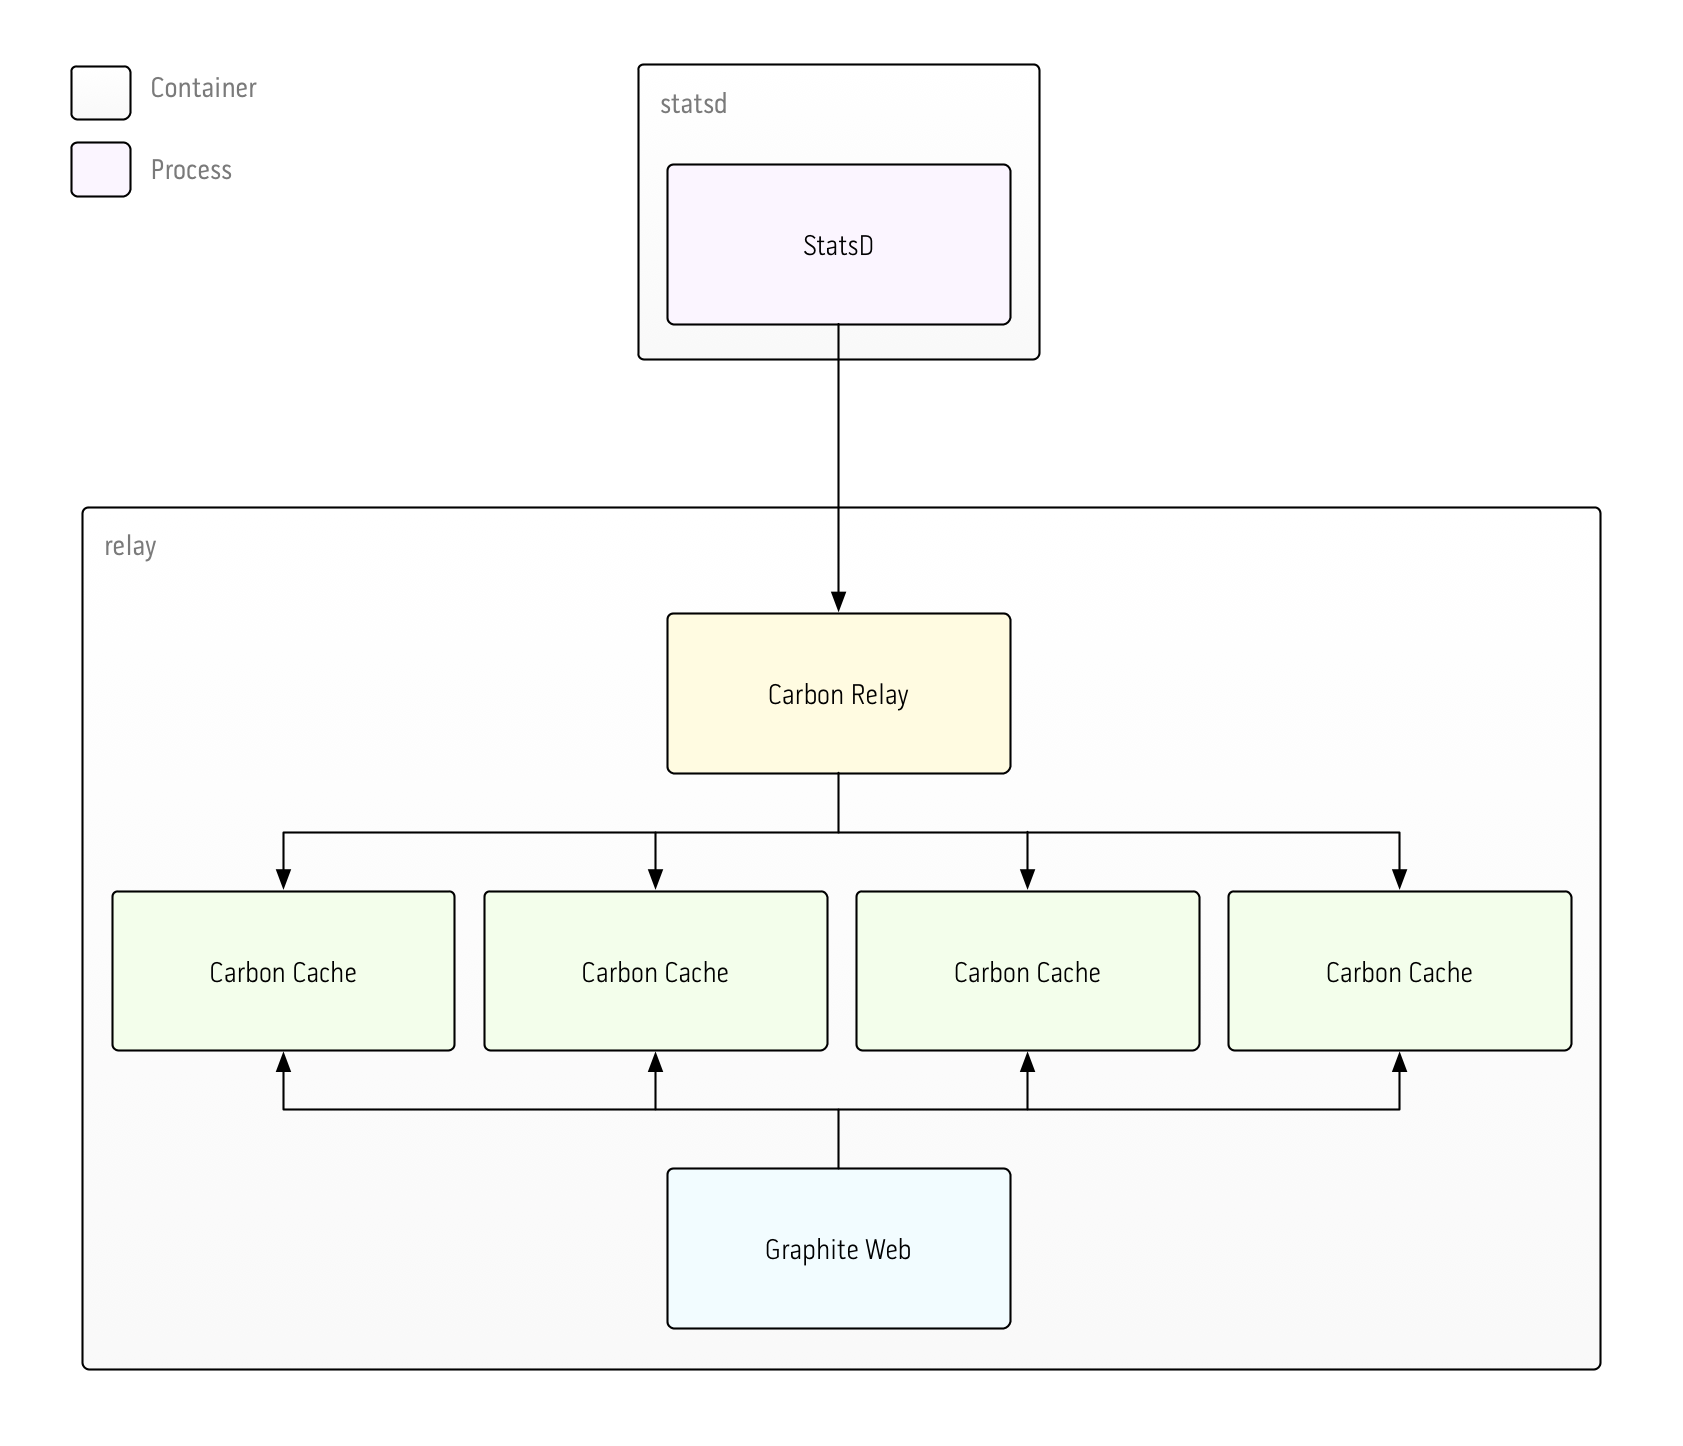 Container
Process
statsd
StatsD
relay
Carbon Relay
Carbon Cache
Carbon Cache
Carbon Cache
Carbon Cache
Graphite Web